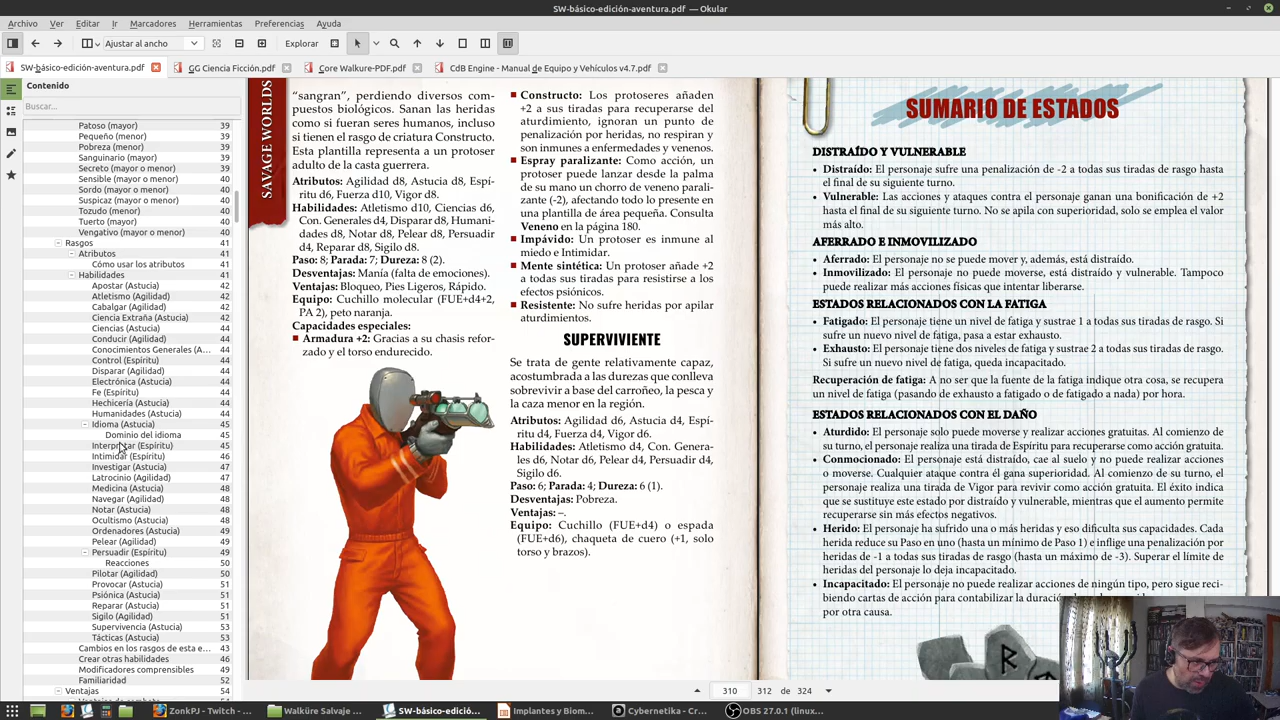 SW-básico-edición-aventura.pdf — Okular
Archivo Ver Editar Ir Marcadores Herramientas Preferencias Ayuda
Ajustar al ancho Explorar
SW-básico-edición-aventura.pdf GG Ciencia Ficción.pdf Core Walkure-PDF.pdf CdB Engine - Manual de Equipo y Vehículos v4.7.pdf
Contenido
Buscar...
Patoso (mayor) 39
Pequeño (menor) 39
Pobreza (menor) 39
Sanguinario (mayor) 39
Secreto (mayor o menor) 39
Sensible (mayor o menor) 40
Sordo (mayor o menor) 40
Suspicaz (mayor o menor) 40
Tozudo (menor) 40
Tuerto (mayor) 40
Vengativo (mayor o menor) 40
Rasgos 41
Atributos 41
Cómo usar los atributos 41
Habilidades 41
Apostar (Astucia) 42
Atletismo (Agilidad) 42
Cabalgar (Agilidad) 42
Ciencia Extraña (Astucia) 42
Ciencias (Astucia) 44
Conducir (Agilidad) 44
Conocimientos Generales (A... 44
Control (Espíritu) 44
Disparar (Agilidad) 44
Electrónica (Astucia) 44
Fe (Espíritu) 44
Hechicería (Astucia) 44
Humanidades (Astucia) 44
Idioma (Astucia) 45
Dominio del idioma 45
Interpretar (Espíritu) 45
Intimidar (Espíritu) 46
Investigar (Astucia) 47
Latrocinio (Agilidad) 47
Medicina (Astucia) 48
Navegar (Agilidad) 48
Notar (Astucia) 48
Ocultismo (Astucia) 48
Ordenadores (Astucia) 49
Pelear (Agilidad) 49
Persuadir (Espíritu) 49
Reacciones 50
Pilotar (Agilidad) 50
Provocar (Astucia) 51
Psiónica (Astucia) 51
Reparar (Astucia) 51
Sigilo (Agilidad) 51
Supervivencia (Astucia) 53
Tácticas (Astucia) 53
Cambios en los rasgos de esta e... 43
Crear otras habilidades 46
Modificadores comprensibles 52
Familiaridad 52
Ventajas 54
SAVAGE WORLDS
“sangran”, perdiendo diversos com-
puestos biológicos. Sanan las heridas
como si fueran seres humanos, incluso
si tienen el rasgo de criatura Constructo.
Esta plantilla representa a un protoser
adulto de la casta guerrera.
Atributos: Agilidad d8, Astucia d8, Espí-
ritu d6, Fuerza d10, Vigor d8.
Habilidades: Atletismo d10, Ciencias d6,
Con. Generales d4, Disparar d8, Humani-
dades d8, Notar d8, Pelear d8, Persuadir
d4, Reparar d8, Sigilo d8.
Paso: 8; Parada: 7; Dureza: 8 (2).
Desventajas: Manía (falta de emociones).
Ventajas: Bloqueo, Pies Ligeros, Rápido.
Equipo: Cuchillo molecular (FUE+d4+2,
PA 2), peto naranja.
Capacidades especiales:
■ Armadura +2: Gracias a su chasis refor-
zado y el torso endurecido.
■ Constructo: Los protoseres añaden
+2 a sus tiradas para recuperarse del
aturdimiento, ignoran un punto de
penalización por heridas, no respiran y
son inmunes a enfermedades y venenos.
■ Espray paralizante: Como acción, un
protoser puede lanzar desde la palma
de su mano un chorro de veneno parali-
zante (-2), afectando todo lo presente en
una plantilla de área pequeña. Consulta
Veneno en la página 180.
■ Impávido: Un protoser es inmune al
miedo e Intimidar.
■ Mente sintética: Un protoser añade +2
a todas sus tiradas para resistirse a los
efectos psiónicos.
■ Resistente: No sufre heridas por apilar
aturdimientos.
SUPERVIVIENTE
Se trata de gente relativamente capaz,
acostumbrada a las durezas que conlleva
sobrevivir a base del carroñeo, la pesca y
la caza menor en la región.
Atributos: Agilidad d6, Astucia d4, Espí-
ritu d4, Fuerza d4, Vigor d6.
Habilidades: Atletismo d4, Con. Genera-
les d6, Notar d6, Pelear d4, Persuadir d4,
Sigilo d6.
Paso: 6; Parada: 4; Dureza: 6 (1).
Desventajas: Pobreza.
Ventajas: –.
Equipo: Cuchillo (FUE+d4) o espada
(FUE+d6), chaqueta de cuero (+1, solo
torso y brazos).
SUMARIO DE ESTADOS
DISTRAÍDO Y VULNERABLE
• Distraído: El personaje sufre una penalización de -2 a todas sus tiradas de rasgo hasta
el final de su siguiente turno.
• Vulnerable: Las acciones y ataques contra el personaje ganan una bonificación de +2
hasta el final de su siguiente turno. No se apila con superioridad, solo se emplea el valor
más alto.
AFERRADO E INMOVILIZADO
• Aferrado: El personaje no se puede mover y, además, está distraído.
• Inmovilizado: El personaje no puede moverse, está distraído y vulnerable. Tampoco
puede realizar más acciones físicas que intentar liberarse.
ESTADOS RELACIONADOS CON LA FATIGA
• Fatigado: El personaje tiene un nivel de fatiga y sustrae 1 a todas sus tiradas de rasgo. Si
sufre un nuevo nivel de fatiga, pasa a estar exhausto.
• Exhausto: El personaje tiene dos niveles de fatiga y sustrae 2 a todas sus tiradas de rasgo.
Si sufre un nuevo nivel de fatiga, queda incapacitado.
Recuperación de fatiga: A no ser que la fuente de la fatiga indique otra cosa, se recupera
un nivel de fatiga (pasando de exhausto a fatigado o de fatigado a nada) por hora.
ESTADOS RELACIONADOS CON EL DAÑO
• Aturdido: El personaje solo puede moverse y realizar acciones gratuitas. Al comienzo de
su turno, el personaje realiza una tirada de Espíritu para recuperarse como acción gratuita.
• Conmocionado: El personaje está distraído, cae al suelo y no puede realizar acciones
o moverse. Cualquier ataque contra él gana superioridad. Al comienzo de su turno, el
personaje realiza una tirada de Vigor para revivir como acción gratuita. El éxito indica
que se sustituye este estado por distraído y vulnerable, mientras que el aumento permite
recuperarse sin más efectos negativos.
• Herido: El personaje ha sufrido una o más heridas y eso dificulta sus capacidades. Cada
herida reduce su Paso en uno (hasta un mínimo de Paso 1) e inflige una penalización por
heridas de -1 a todas sus tiradas de rasgo (hasta un máximo de -3). Superar el límite de
heridas del personaje lo deja incapacitado.
• Incapacitado: El personaje no puede realizar acciones de ningún tipo, pero sigue reci-
biendo cartas de acción para contabilizar la duración
por otra causa.
310 312 de 324
ZonkPJ - Twitch - ... Walküre Salvaje SW-básico-edició... Implantes y Biom... Cybernetika - Cr... OBS 27.0.1 (linux...